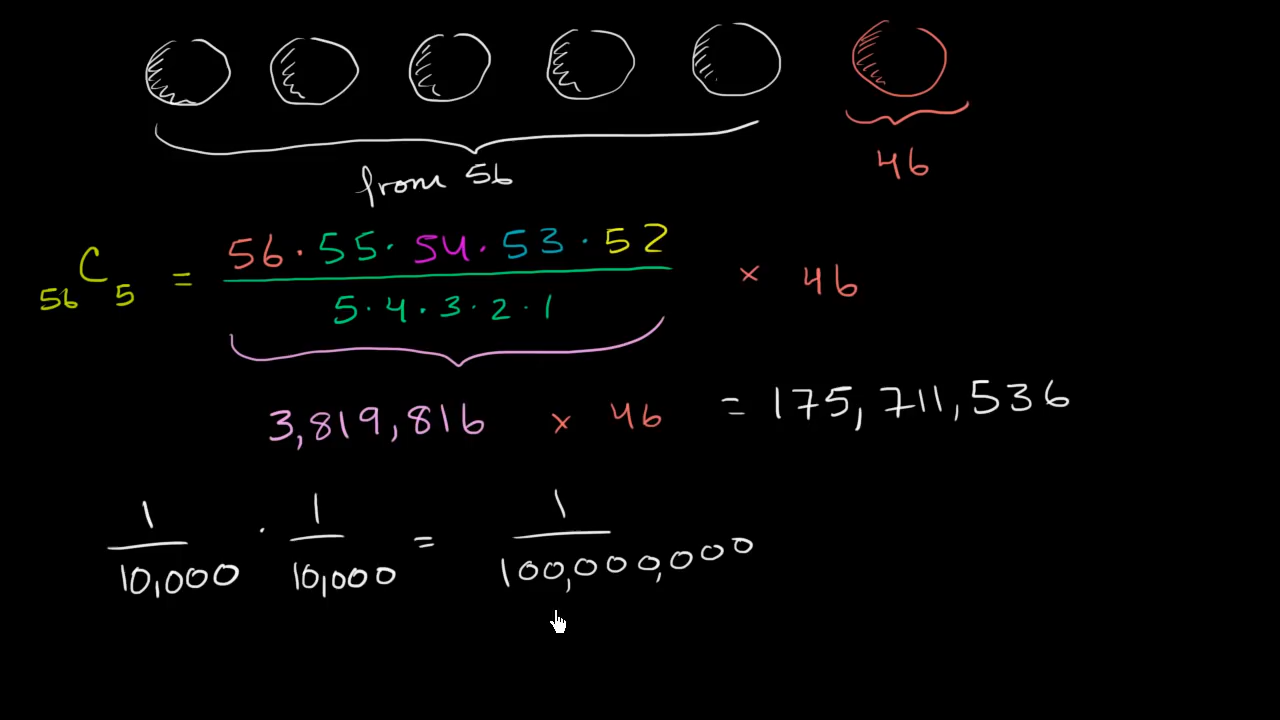 from 56
46
56C5 = 56·55·54·53·52 / 5·4·3·2·1 × 46
3,819,816 × 46 = 175,711,536
1/10,000 · 1/10,000 = 1/100,000,000